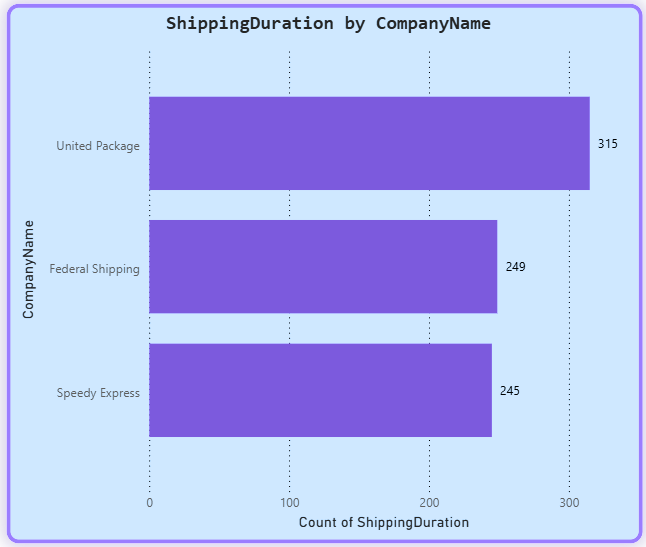 ShippingDuration by CompanyName
United Package
315
Federal Shipping
249
Speedy Express
245
CompanyName
0 100 200 300
Count of ShippingDuration